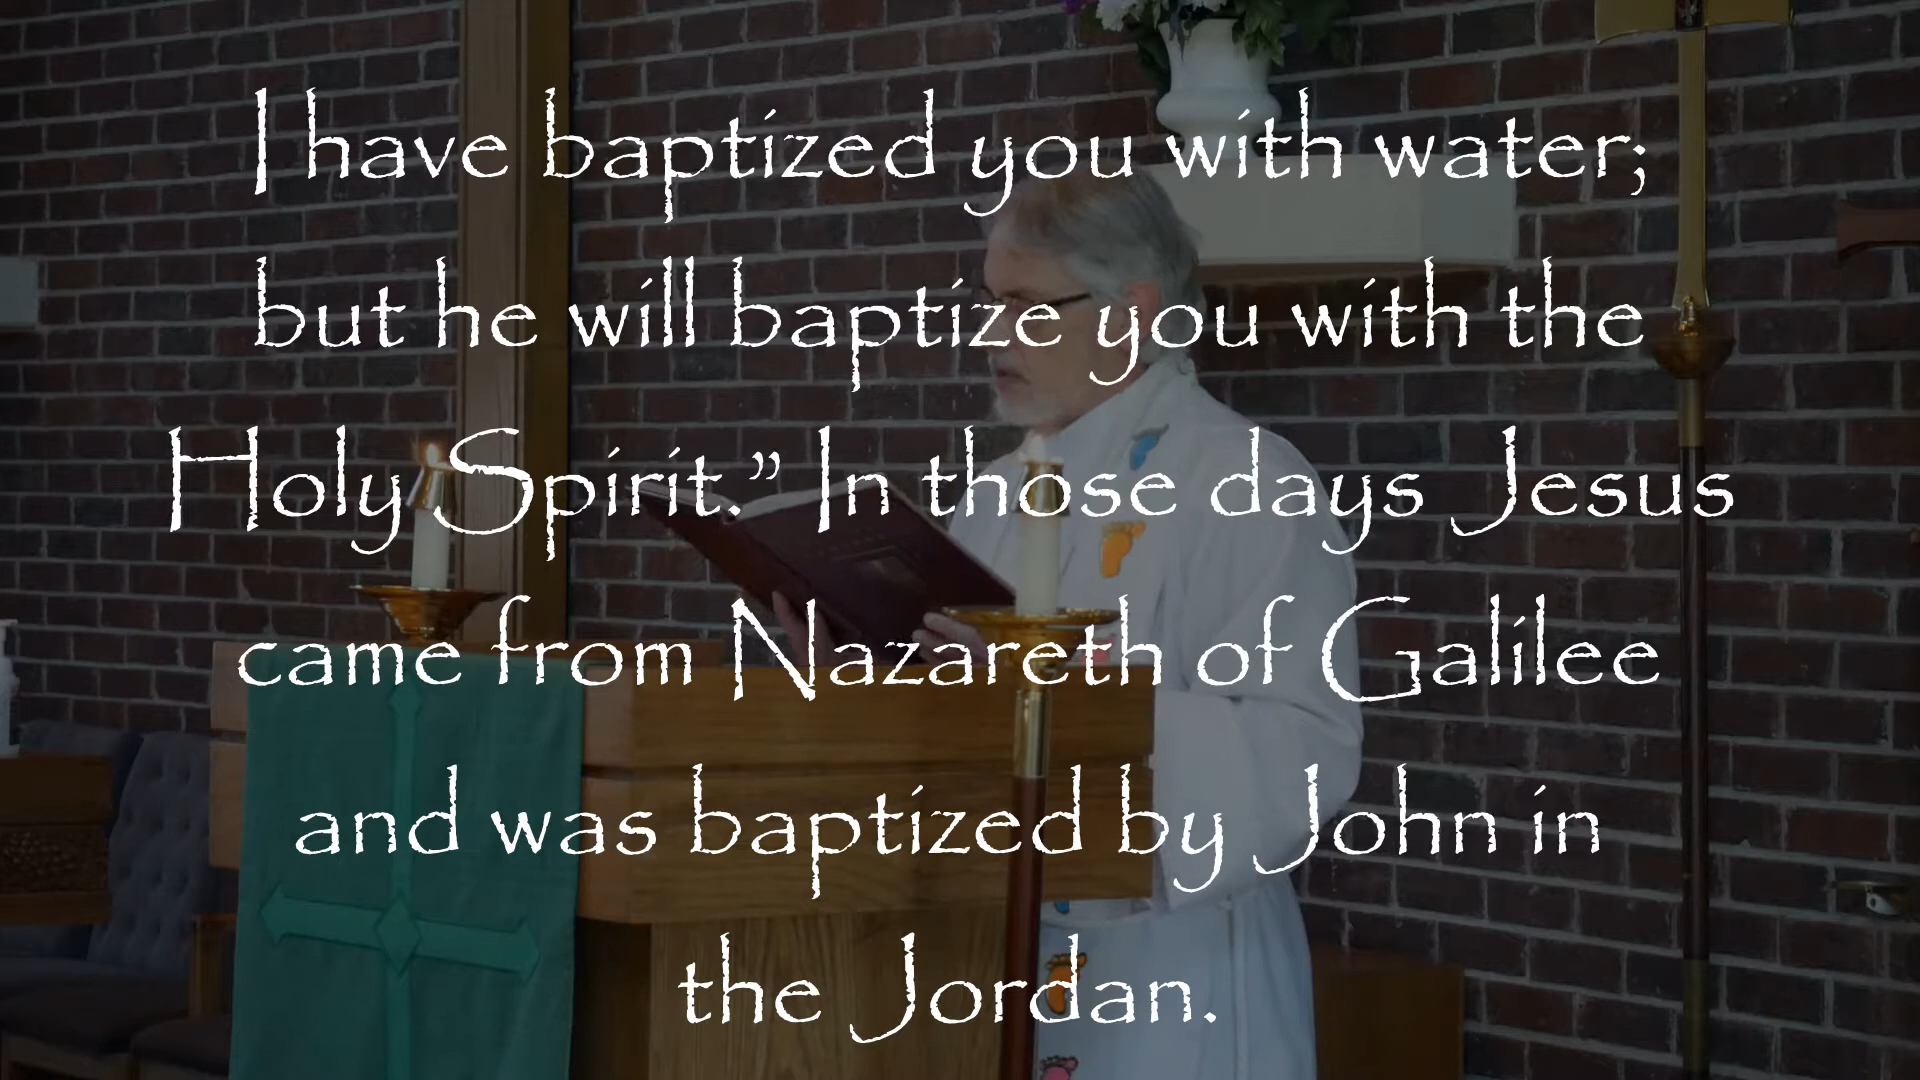 I have baptized you with water;
but he will baptize you with the
Holy Spirit.” In those days Jesus
came from Nazareth of Galilee
and was baptized by John in
the Jordan.